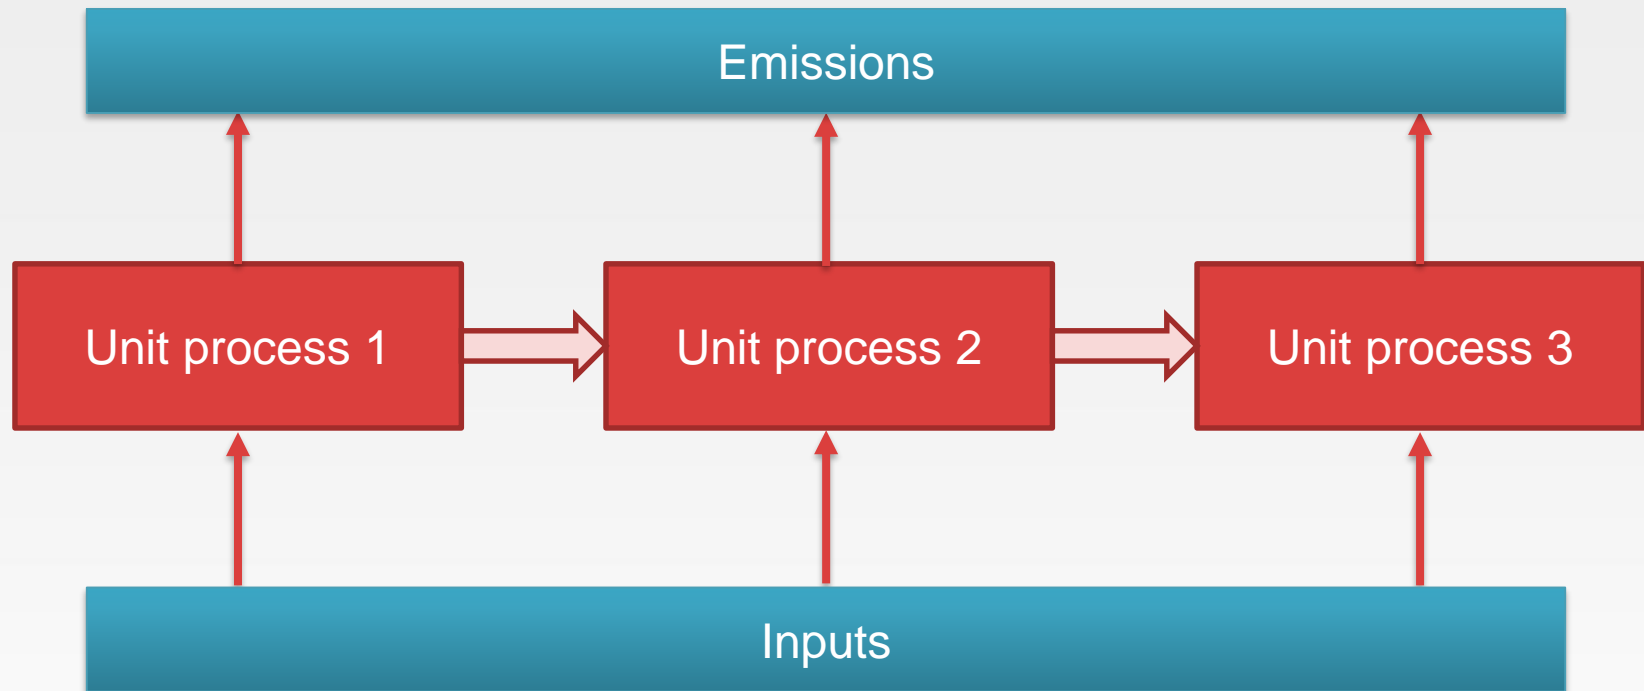 Emissions
Unit process 1
Unit process 2
Unit process 3
Inputs